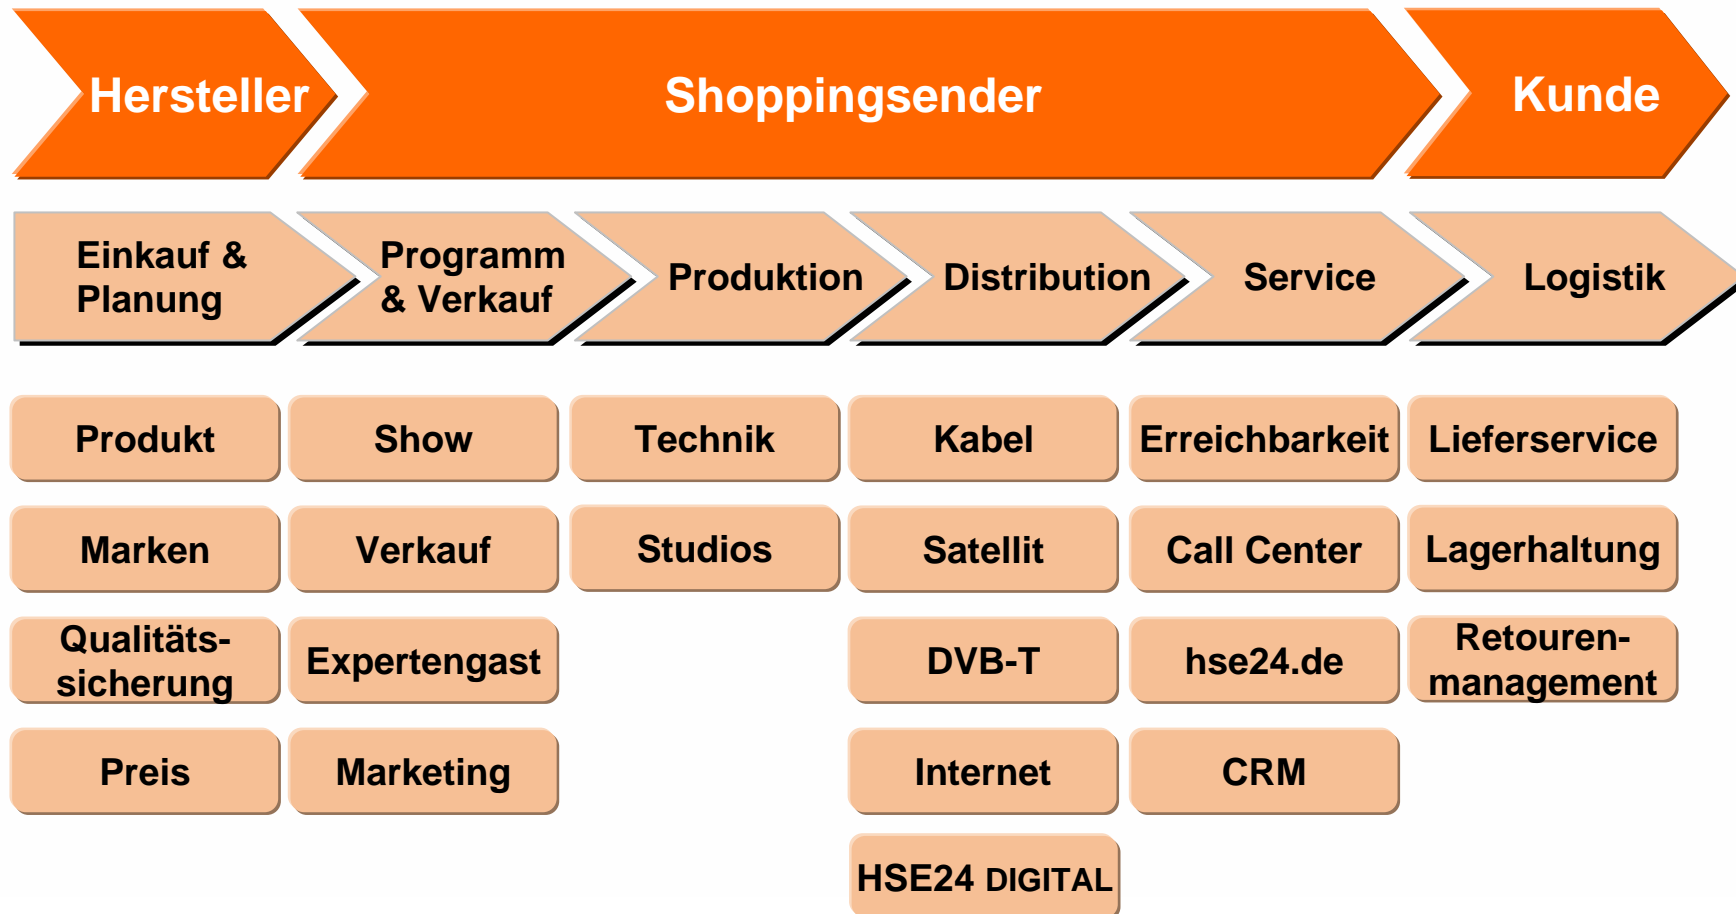 Hersteller
Shoppingsender
Kunde
Einkauf &
Planung
Programm
& Verkauf
Produktion
Distribution
Service
Logistik
Produkt
Show
Technik
Kabel
Erreichbarkeit
Lieferservice
Marken
Verkauf
Studios
Satellit
Call Center
Lagerhaltung
Qualitäts-
sicherung
Expertengast
DVB-T
hse24.de
Retouren-
management
Preis
Marketing
Internet
CRM
HSE24 DIGITAL